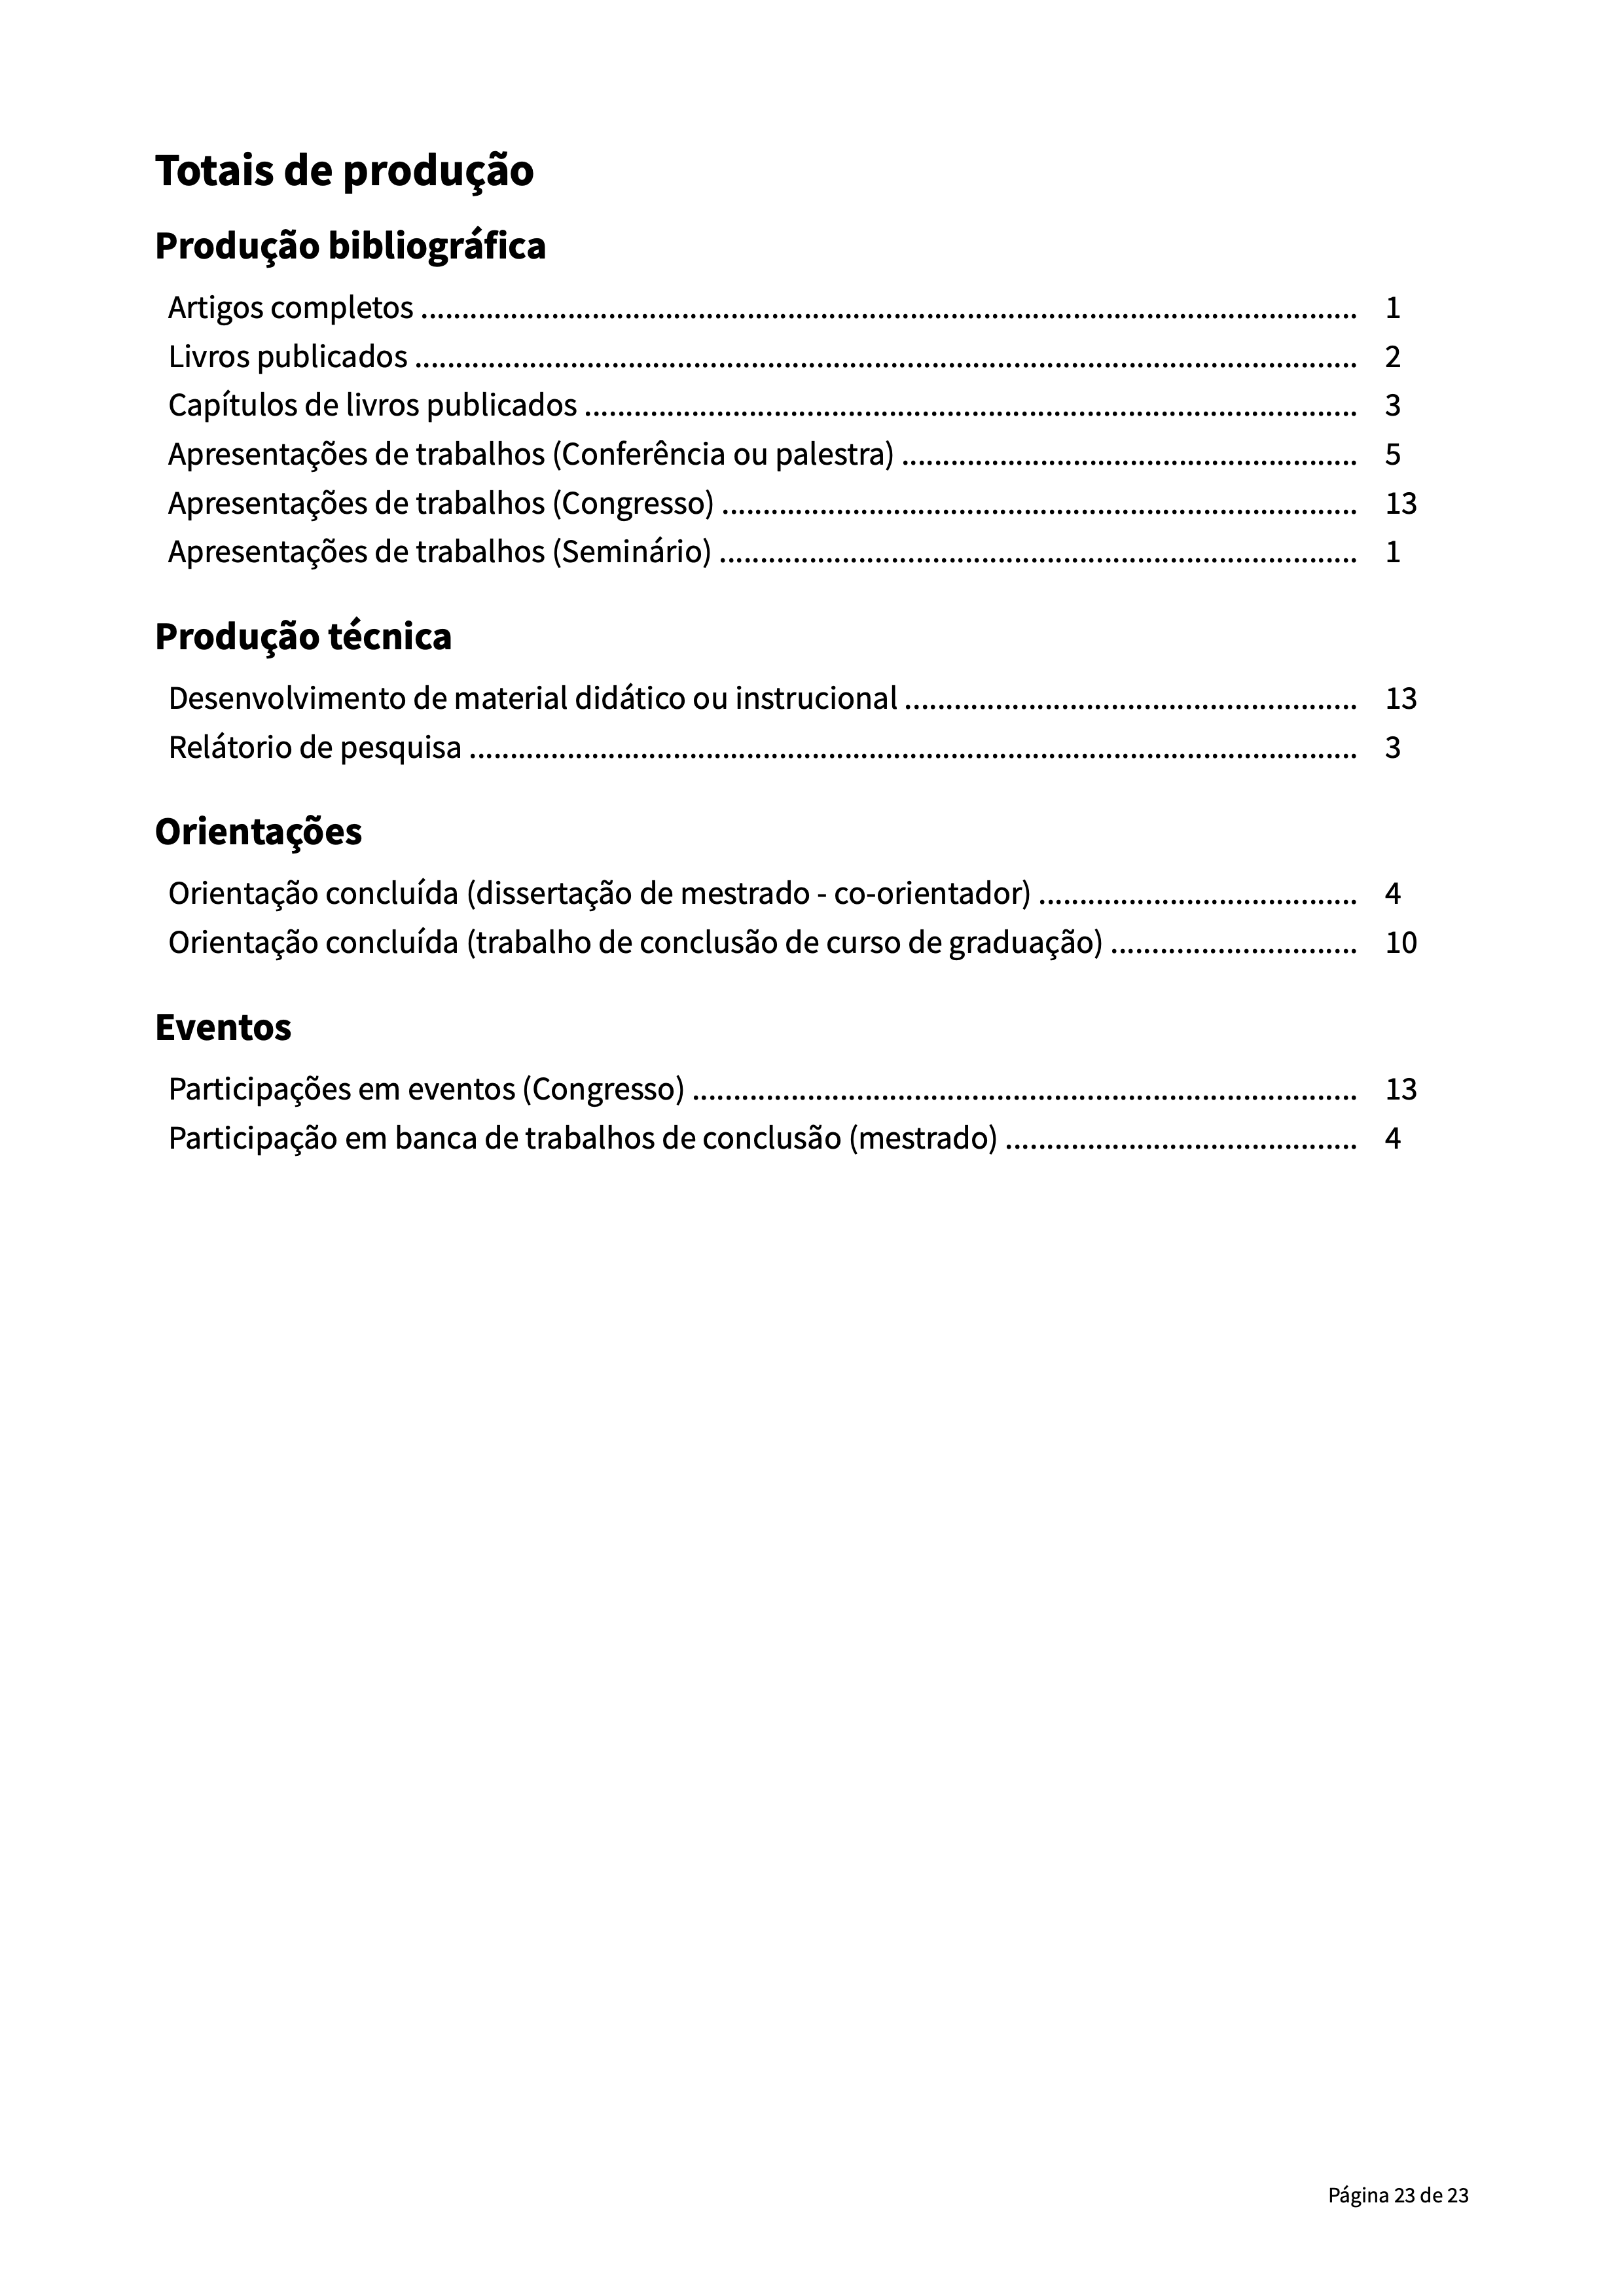 Totais de produção
Produção bibliográfica
Artigos completos ........................................................................................................................ 1
Livros publicados ......................................................................................................................... 2
Capítulos de livros publicados ................................................................................................... 3
Apresentações de trabalhos (Conferência ou palestra) .......................................................... 5
Apresentações de trabalhos (Congresso) ................................................................................. 13
Apresentações de trabalhos (Seminário) ................................................................................. 1
Produção técnica
Desenvolvimento de material didático ou instrucional .......................................................... 13
Relátorio de pesquisa .................................................................................................................. 3
Orientações
Orientação concluída (dissertação de mestrado - co-orientador) ......................................... 4
Orientação concluída (trabalho de conclusão de curso de graduação) ............................... 10
Eventos
Participações em eventos (Congresso) ..................................................................................... 13
Participação em banca de trabalhos de conclusão (mestrado) ............................................. 4
Página 23 de 23